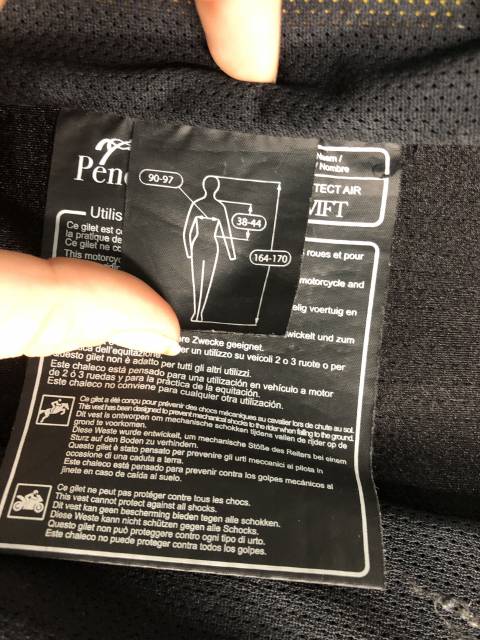 Naam /
/ Nombre
Péne
TECT AIR
90-97
38-44
164-170
Utilis
Ce gilet est
roues et pour
la pratique de
Ce gilet ne
This motorcyc
motorcycle and
elig voertuig en
wickelt und zum
Zwecke geeignet.
per un utilizzo su veicoli 2 o 3 ruote o per
dell'equitazione.
Questo gilet non è adatto per tutti gli altri utilizzi.
Este chaleco está pensado para una utilización en vehículo a motor
de 2 ó 3 ruedas y para la práctica de la equitación.
Este chaleco no conviene para cualquier otra utilización.
Ce gilet a été conçu pour prévenir des chocs mécaniques au cavalier lors de chute au sol.
This vest has been designed to prevent mechanical shocks to the rider when falling to the ground.
Dit vest is ontworpen om mechanische schokken tijdens vallen de rijder op de
grond te voorkomen.
Diese Weste wurde entwickelt, um mechanische Stöße des Reiters bei einem
Sturz auf den Boden zu verhindern.
Questo gilet è stato pensato per prevenire gli urti meccanici al pilota in
occasione di una caduta a terra.
Este chaleco está pensado para prevenir contra los golpes mecánicos al
jinete en caso de caída al suelo.
Ce gilet ne peut pas protéger contre tous les chocs.
This vest cannot protect against all shocks.
Dit vest kan geen bescherming bieden tegen alle schokken.
Diese Weste kann nicht schützen gegen alle Schocks.
Questo gilet non può proteggere contro ogni tipo di urto.
Este chaleco no puede proteger contra todos los golpes.